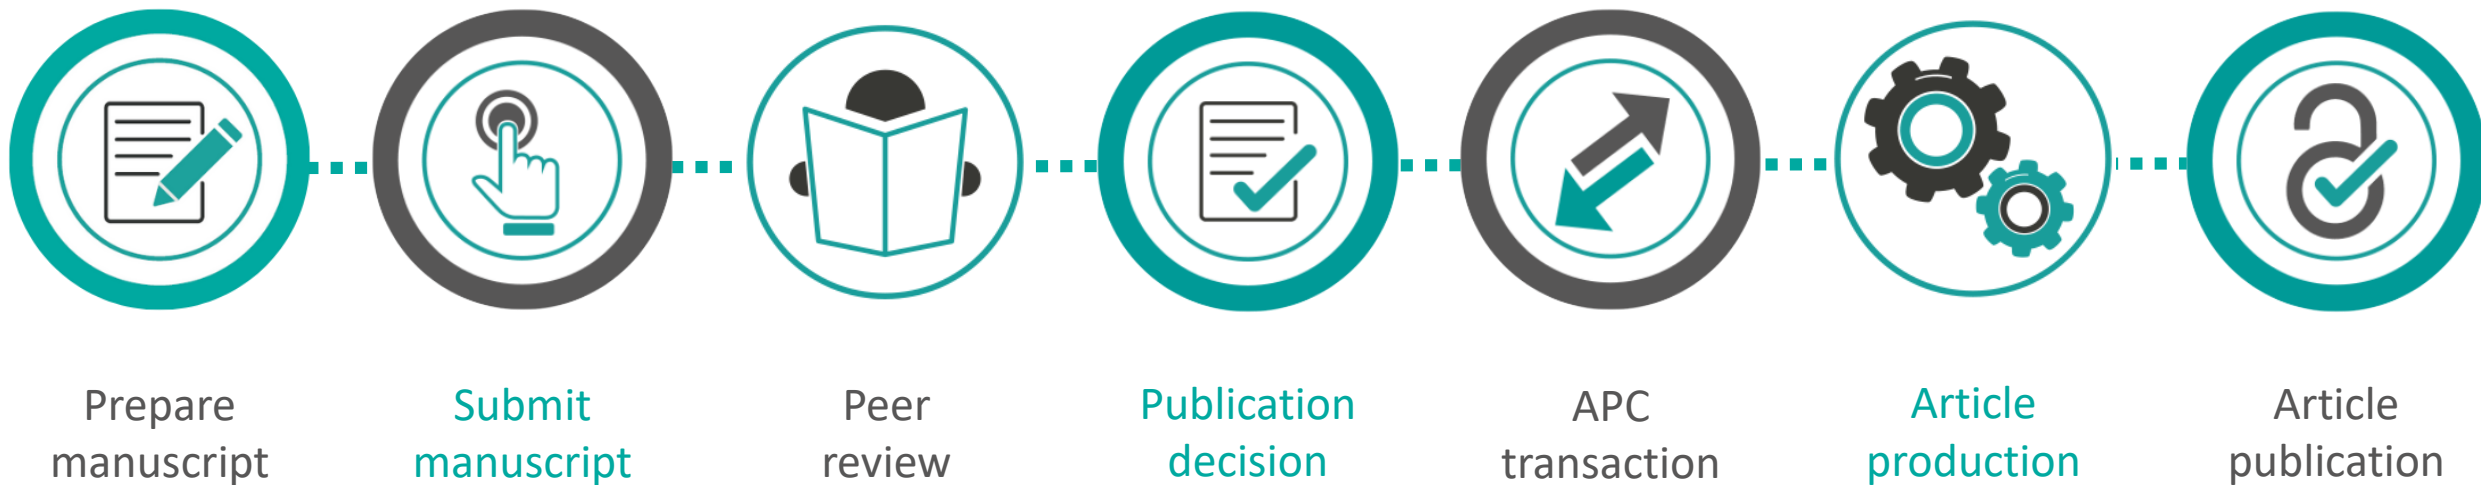 Prepare
manuscript
Submit
manuscript
Peer
review
Publication
decision
APC
transaction
Article
production
Article
publication